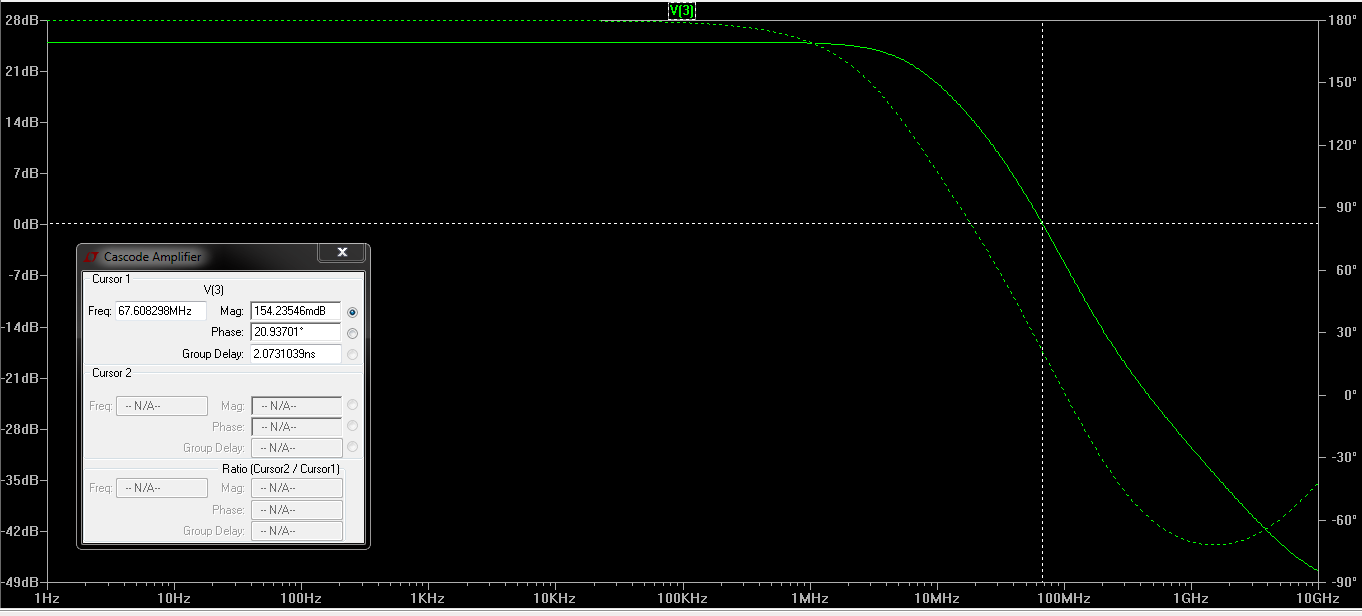 V(3)
28dB
21dB
14dB
7dB
0dB
-7dB
-14dB
-21dB
-28dB
-35dB
-42dB
-49dB
180°
150°
120°
90°
60°
30°
0°
-30°
-60°
-90°
1Hz 10Hz 100Hz 1KHz 10KHz 100KHz 1MHz 10MHz 100MHz 1GHz 10GHz
Cascode Amplifier
Cursor 1
V(3)
Freq: 67.608298MHz Mag: 154.23546mdB
Phase: 20.93701°
Group Delay: 2.0731039ns
Cursor 2
Freq: -- N/A-- Mag: -- N/A--
Phase: -- N/A--
Group Delay: -- N/A--
Ratio (Cursor2 / Cursor1)
Freq: -- N/A-- Mag: -- N/A--
Phase: -- N/A--
Group Delay: -- N/A--